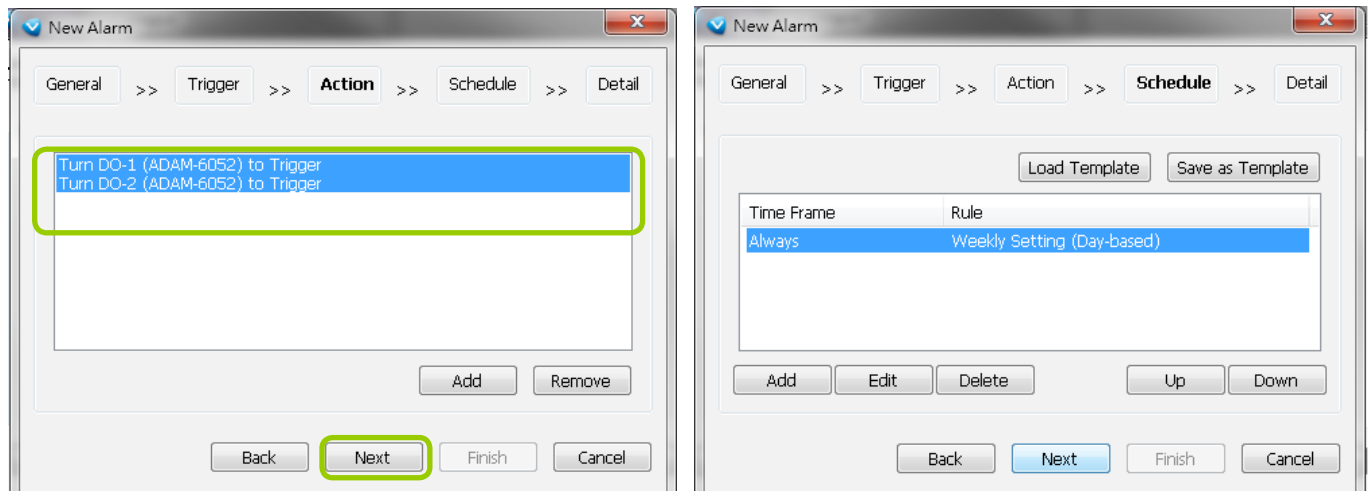 New Alarm
General >> Trigger >> Action >> Schedule >> Detail
Turn DO-1 (ADAM-6052) to Trigger
Turn DO-2 (ADAM-6052) to Trigger
Add Remove
Back Next Finish Cancel
New Alarm
General >> Trigger >> Action >> Schedule >> Detail
Load Template Save as Template
Time Frame Rule
Always Weekly Setting (Day-based)
Add Edit Delete Up Down
Back Next Finish Cancel